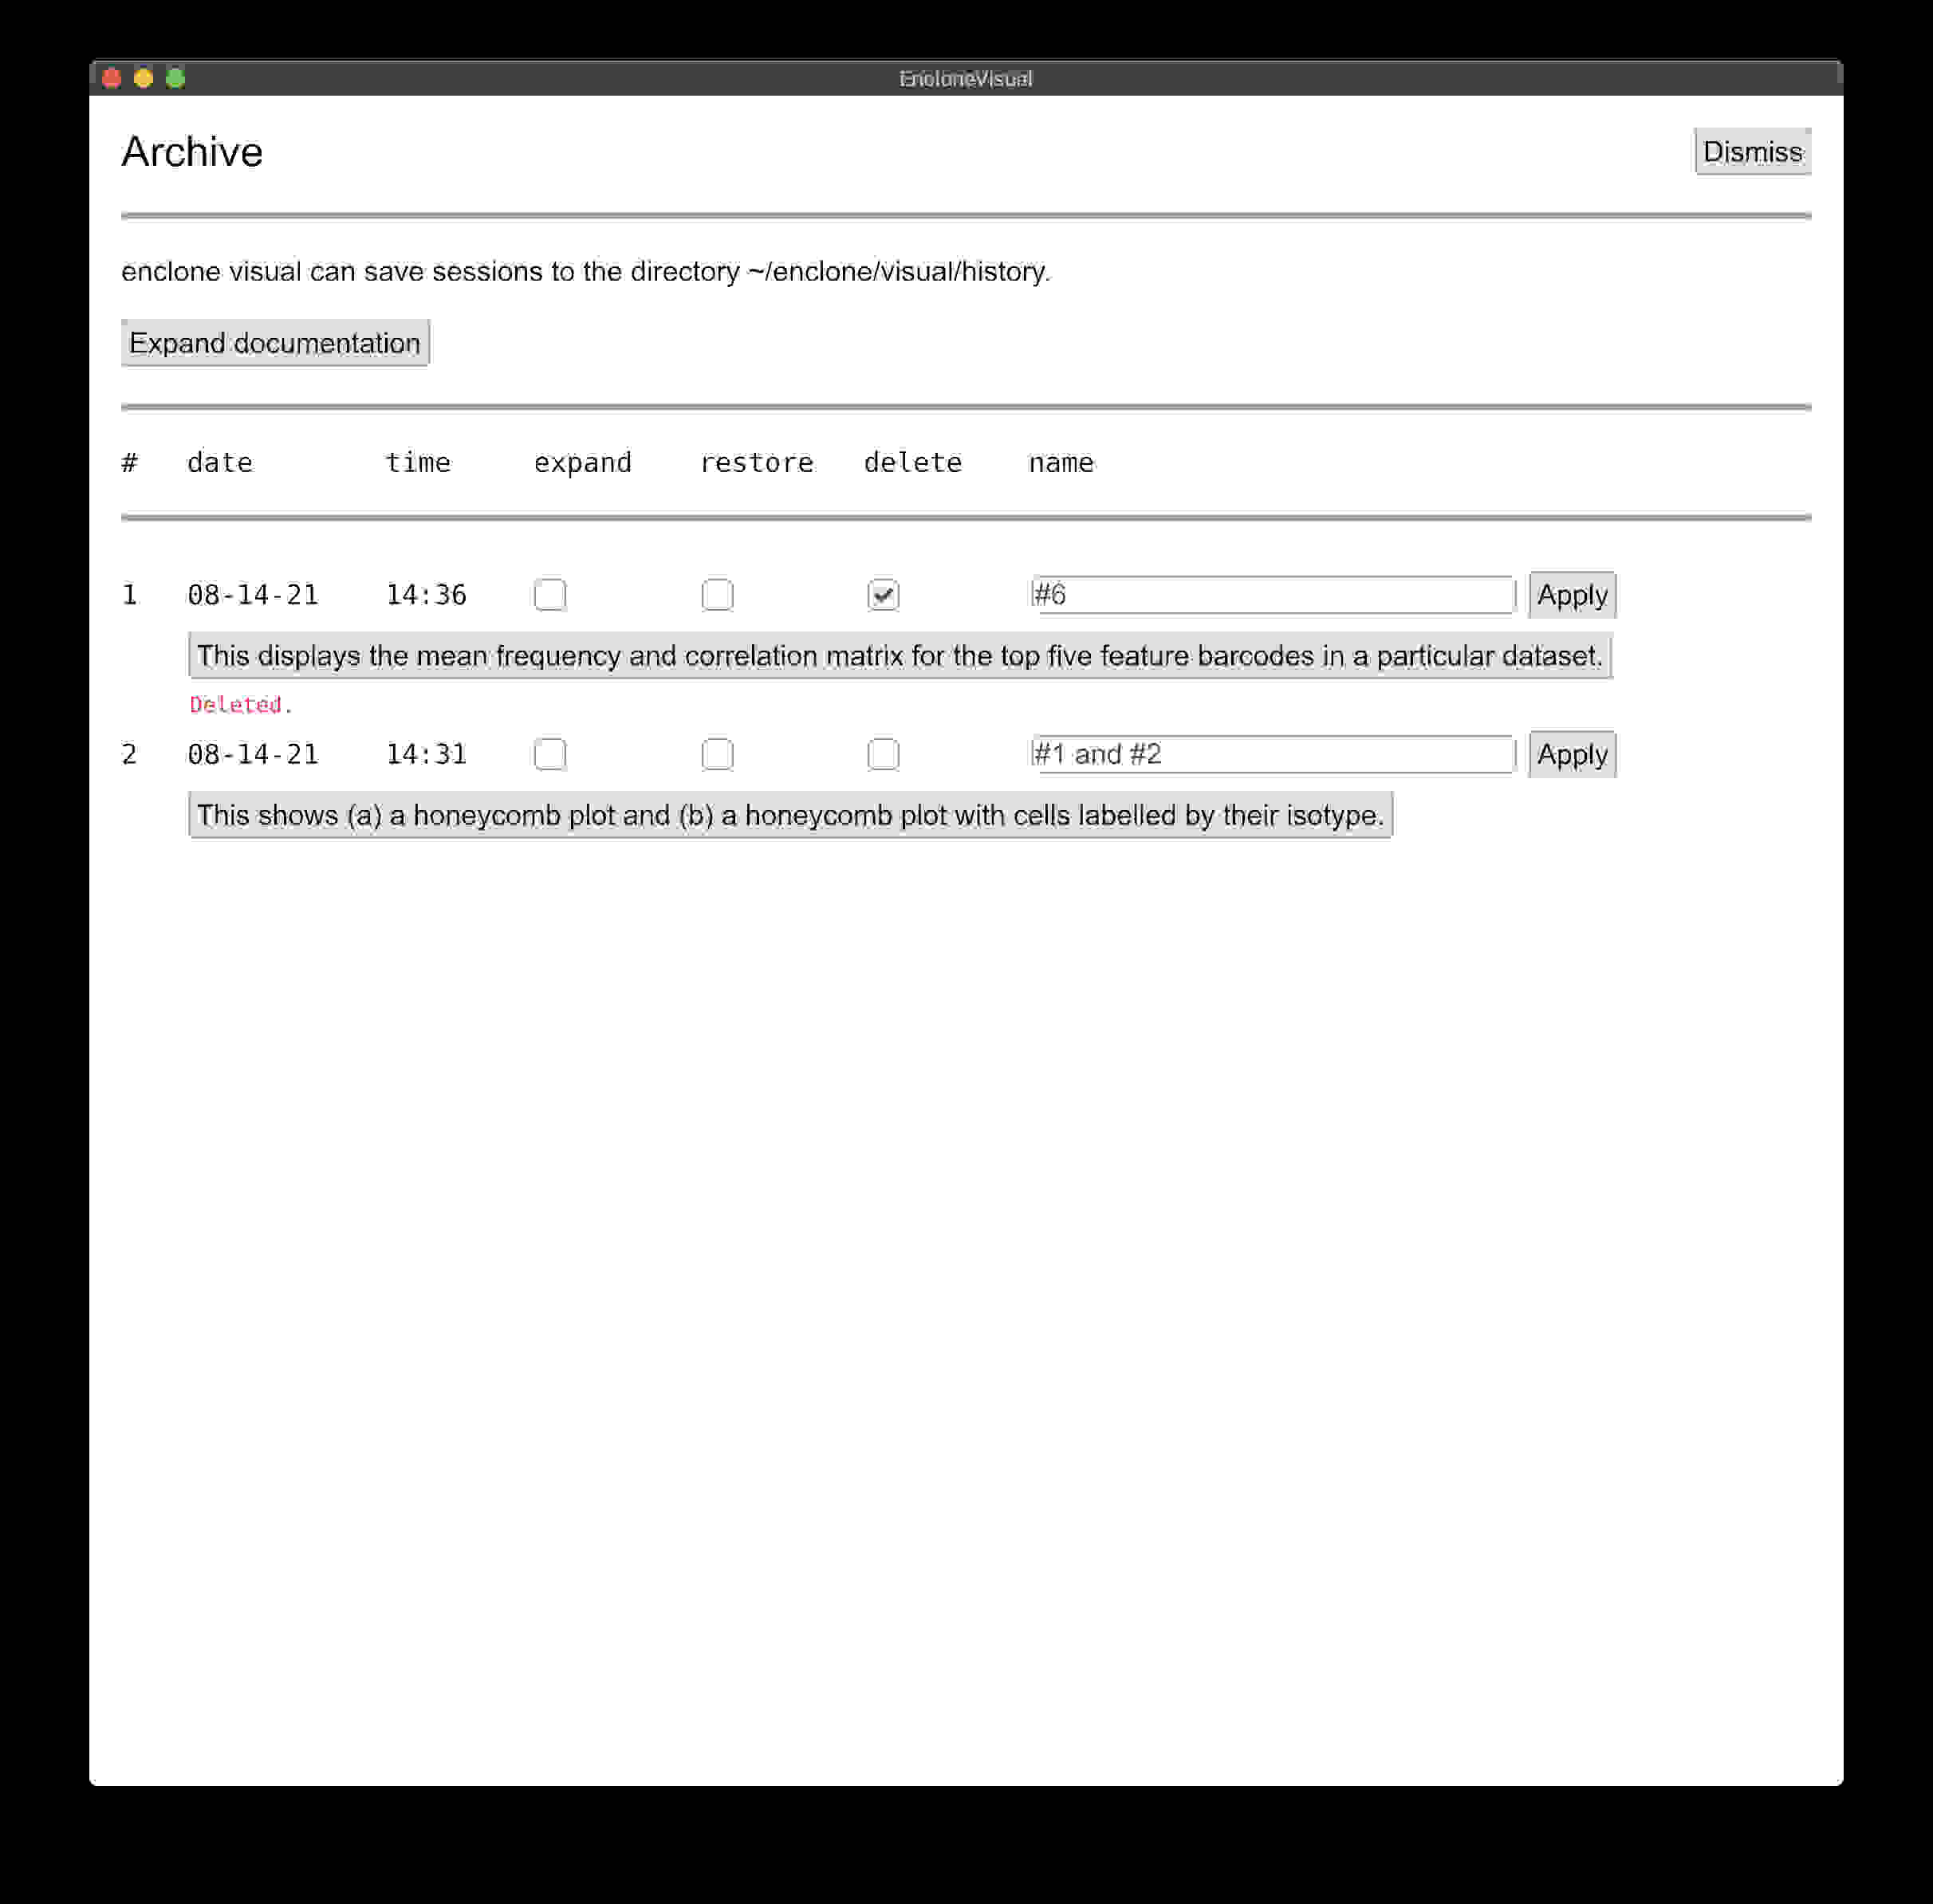 EncloneVisual
Archive
Dismiss
enclone visual can save sessions to the directory ~/enclone/visual/history.
Expand documentation
# date time expand restore delete name
1 08-14-21 14:36 #6 Apply
This displays the mean frequency and correlation matrix for the top five feature barcodes in a particular dataset.
Deleted.
2 08-14-21 14:31 #1 and #2 Apply
This shows (a) a honeycomb plot and (b) a honeycomb plot with cells labelled by their isotype.